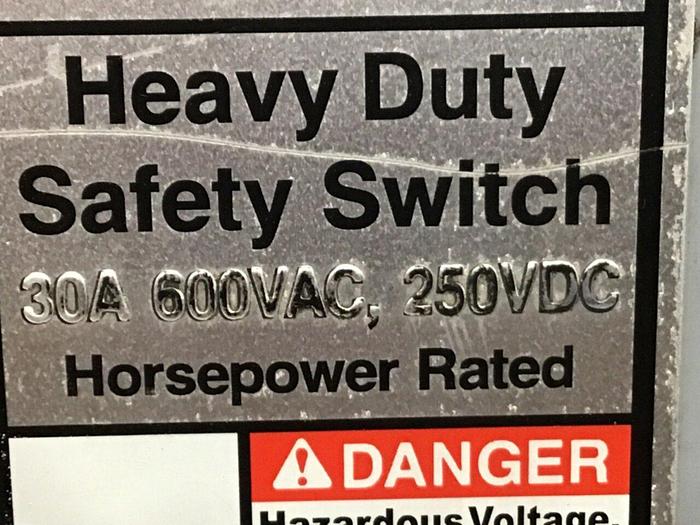 Heavy Duty
Safety Switch
30A 600VAC, 250VDC
Horsepower Rated
DANGER
Hazardous Voltage